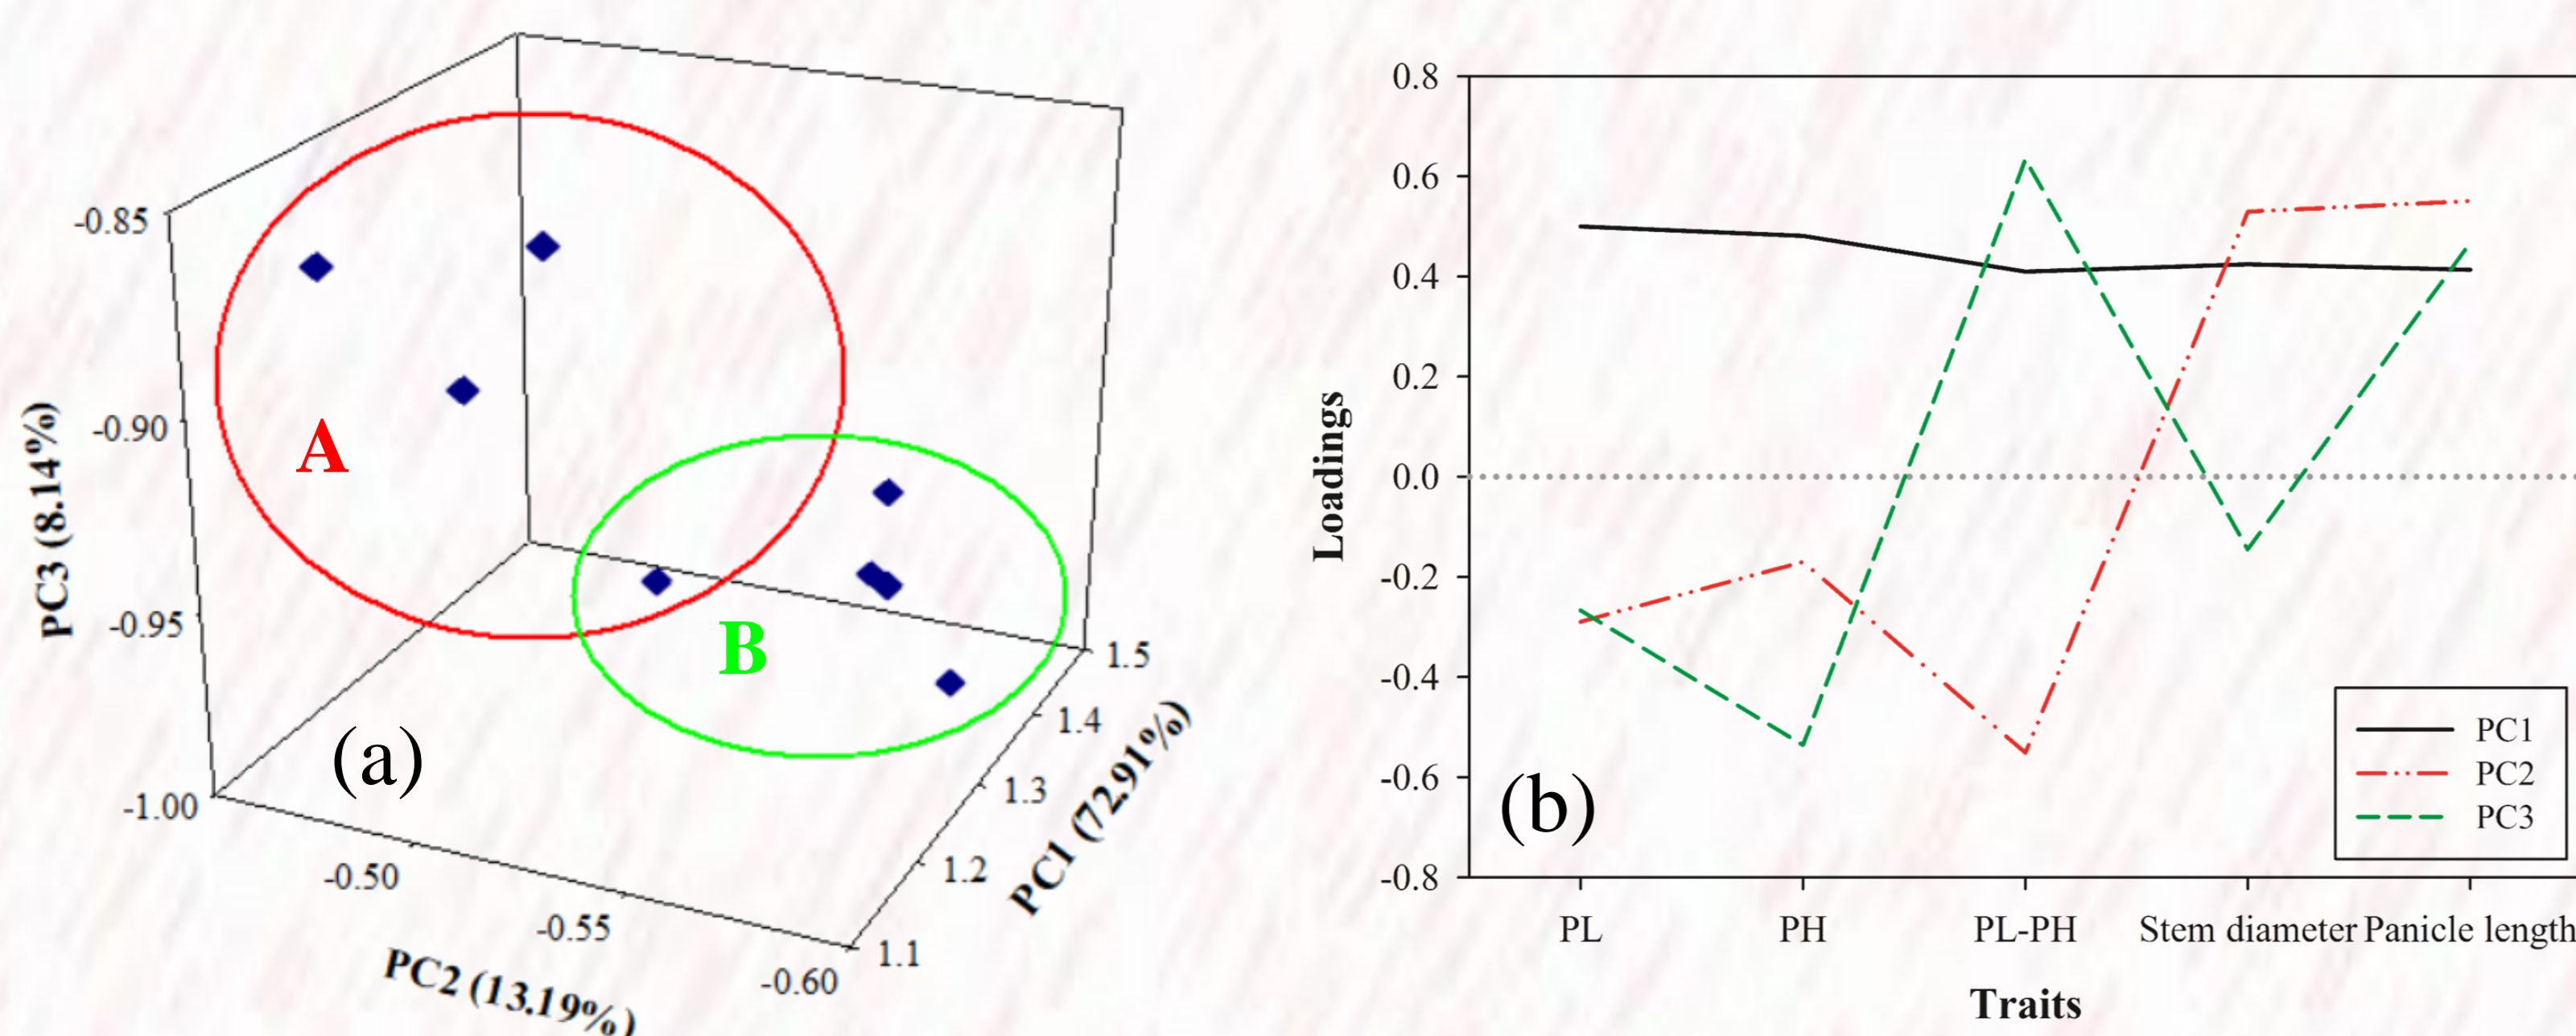 -0.85
-0.90
-0.95
-1.00
PC3 (8.14%)
A
B
(a)
-0.50
-0.55
-0.60
PC2 (13.19%)
1.5
1.4
1.3
1.2
1.1
PC1 (72.91%)
0.8
0.6
0.4
0.2
0.0
-0.2
-0.4
-0.6
-0.8
Loadings
(b)
PC1
PC2
PC3
PL PH PL-PH Stem diameter Panicle length
Traits